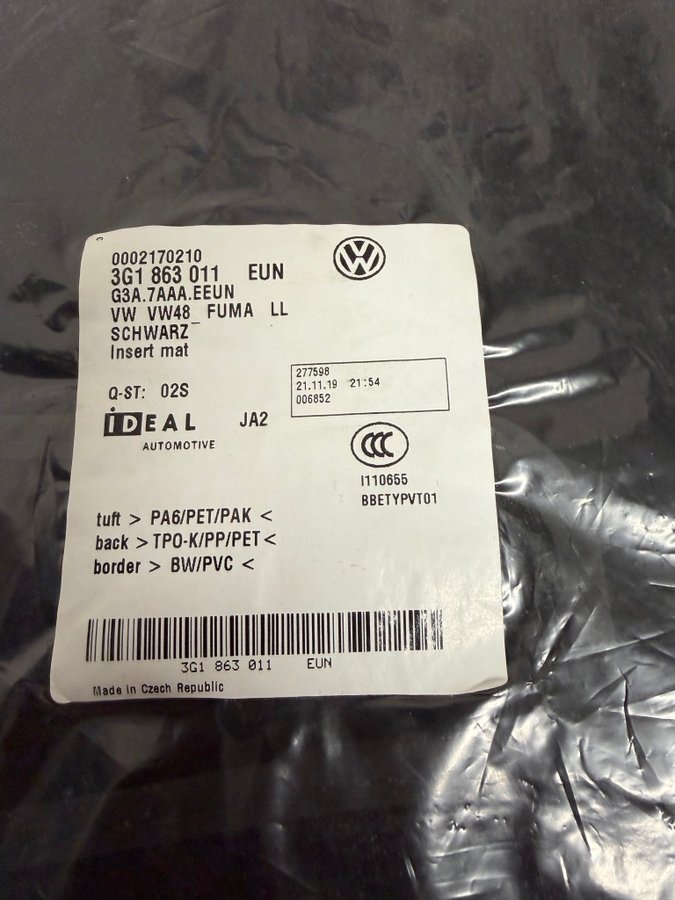 3
0002170210
3G1 863 011 EUN
G3A.7AAA.EEUN
VW VW48 FUMA LL
SCHWARZ
Insert mat
277598
21.11.19 21:54
006852
Q-ST: 02S
iDEAL JA2
AUTOMOTIVE
CCC
I110655
BBETYPVT01
tuft > PA6/PET/PAK <
back > TPO-K/PP/PET <
border > BW/PVC <
3G1 863 011 EUN
Made in Czech Republic